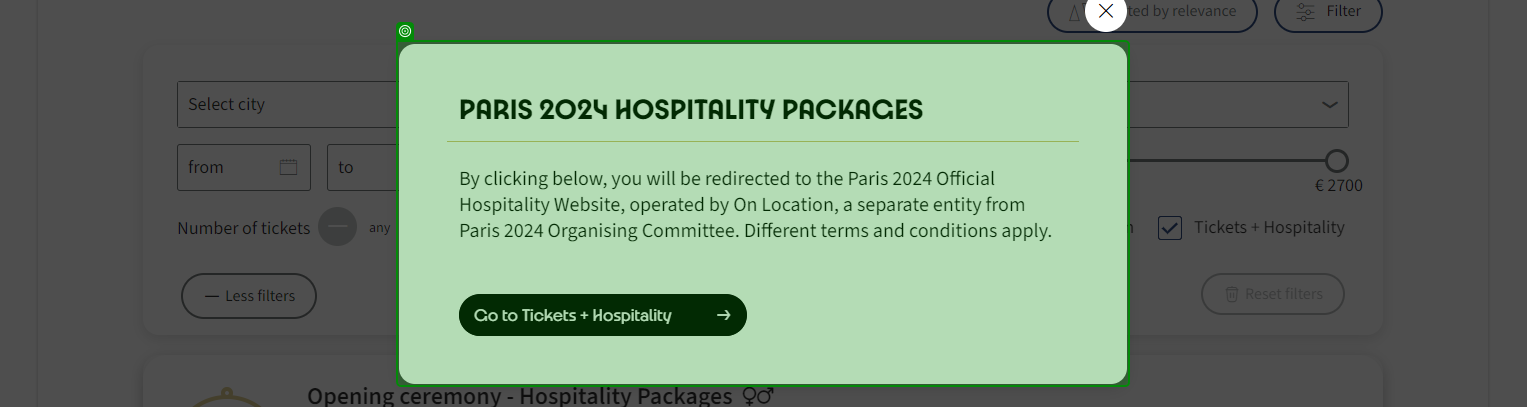 ted by relevance
Filter
PARIS 2024 HOSPITALITY PACKAGES
Select city
By clicking below, you will be redirected to the Paris 2024 Official
Hospitality Website, operated by On Location, a separate entity from
Paris 2024 Organising Committee. Different terms and conditions apply.
from
to
€ 2700
Number of tickets
any
Tickets + Hospitality
Less filters
Reset filters
Go to Tickets + Hospitality
Opening ceremony - Hospitality Packages